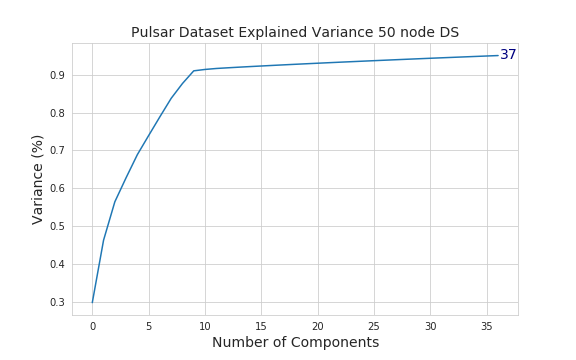 Pulsar Dataset Explained Variance 50 node DS
37
0.9
0.8
0.7
0.6
0.5
0.4
0.3
Variance (%)
0 5 10 15 20 25 30 35
Number of Components